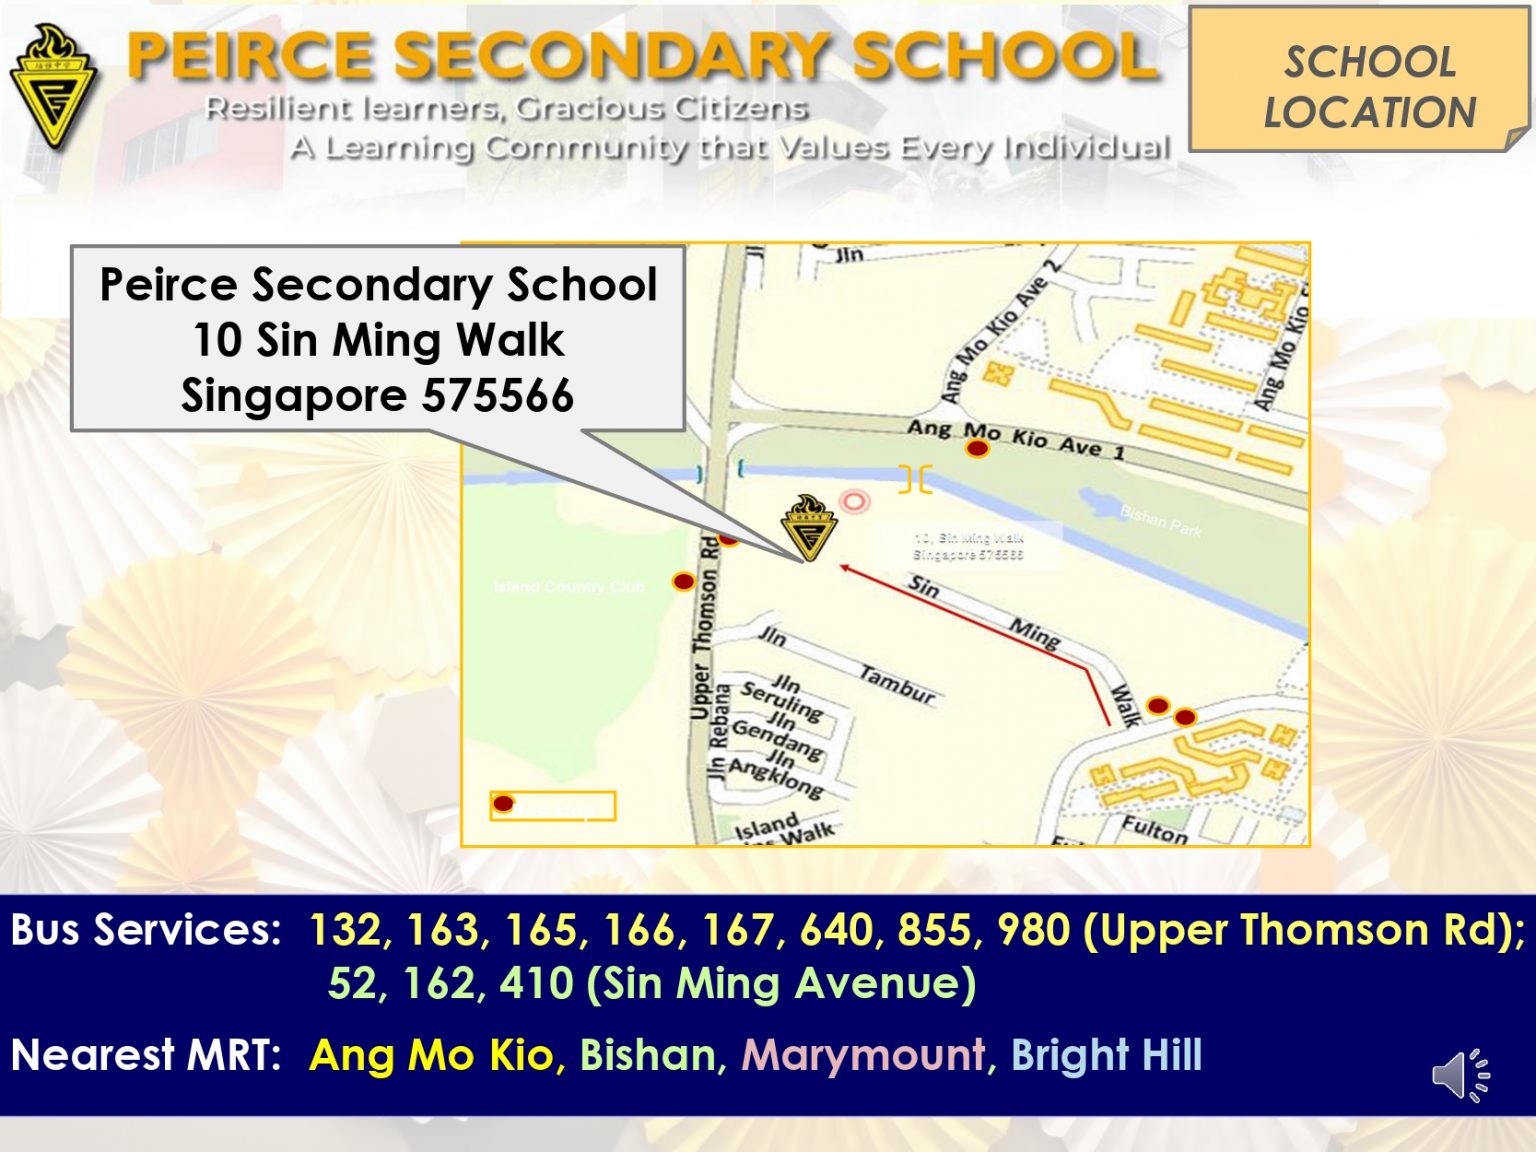 PEIRCE SECONDARY SCHOOL
Resilient learners, Gracious Citizens
A Learning Community that Values Every Individual
SCHOOL
LOCATION
Peirce Secondary School
10 Sin Ming Walk
Singapore 575566
Jln
Ang Mo Kio Ave 2
Ang Mo Kio
Ang Mo Kio Ave 1
Bishan Park
10, Sin Ming Walk
Singapore 575566
Island Country Club
Upper Thomson Rd
Sin Ming Walk
Jln Tambur
Jln Rebana
Jln
Seruling
Jln
Gendang
Jln
Angklong
Island
Walk
Fulton
Bus Services: 132, 163, 165, 166, 167, 640, 855, 980 (Upper Thomson Rd);
52, 162, 410 (Sin Ming Avenue)
Nearest MRT: Ang Mo Kio, Bishan, Marymount, Bright Hill